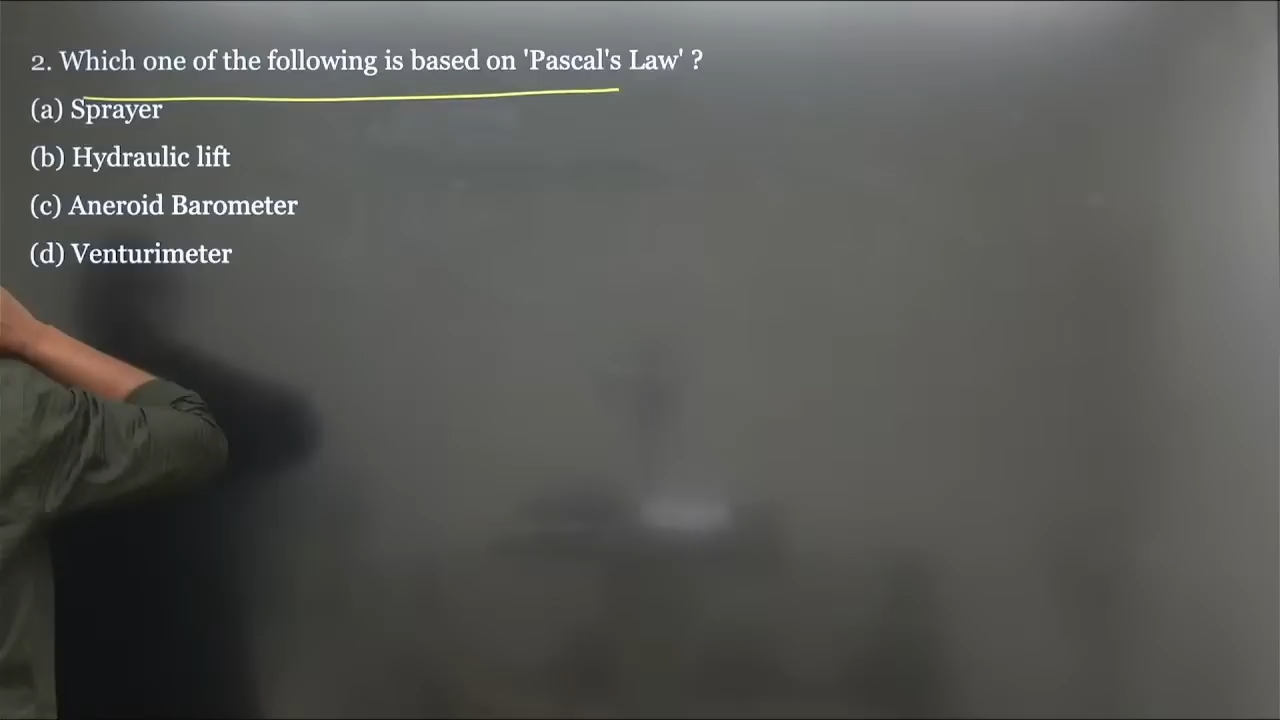 2. Which one of the following is based on 'Pascal's Law' ?
(a) Sprayer
(b) Hydraulic lift
(c) Aneroid Barometer
(d) Venturimeter